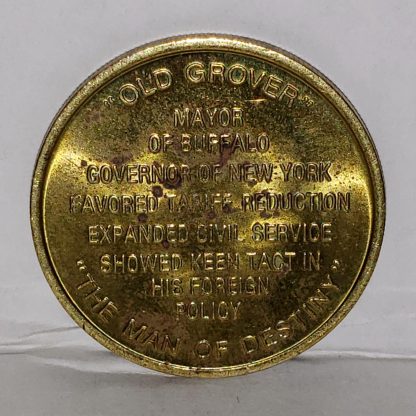 "OLD GROVER"
MAYOR
OF BUFFALO
GOVERNOR OF NEW YORK
FAVORED TARIFF REDUCTION
EXPANDED CIVIL SERVICE
SHOWED KEEN TACT IN
HIS FOREIGN
POLICY
"THE MAN OF DESTINY"